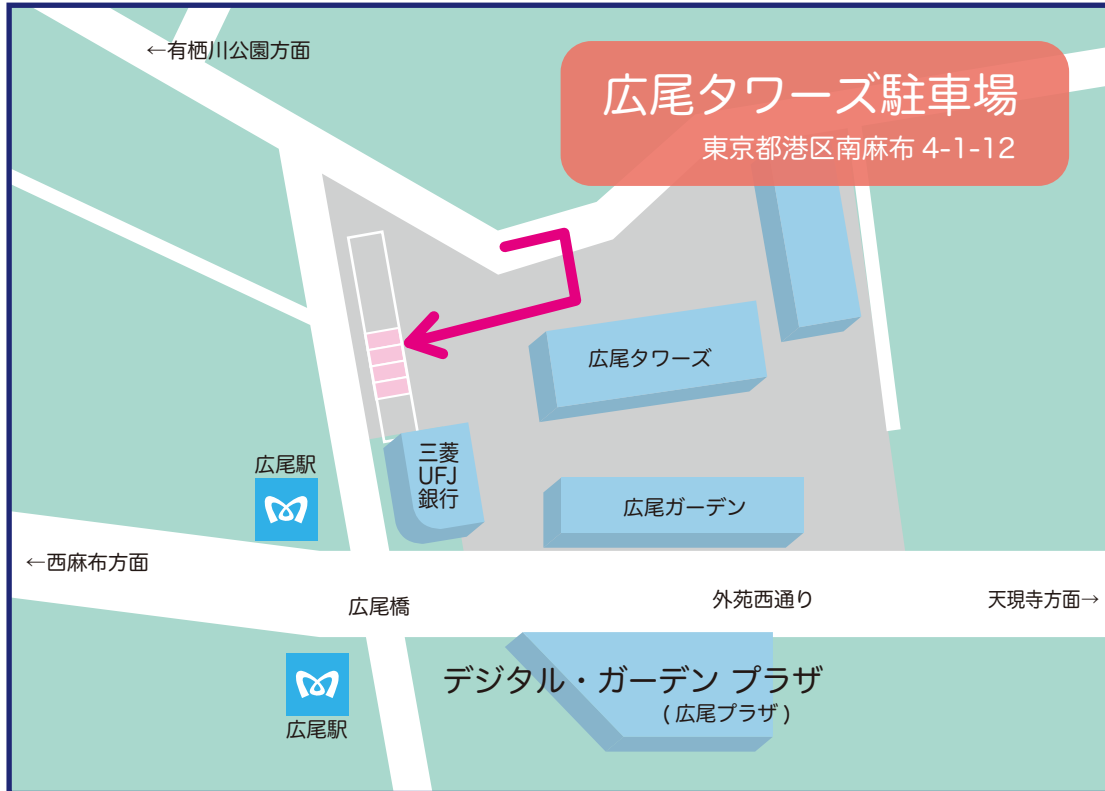 ←有栖川公園方面
広尾タワーズ駐車場
東京都港区南麻布 4-1-12
広尾タワーズ
三菱
UFJ
銀行
広尾駅
広尾ガーデン
←西麻布方面
広尾橋
外苑西通り
天現寺方面→
デジタル・ガーデン プラザ
( 広尾プラザ )
広尾駅